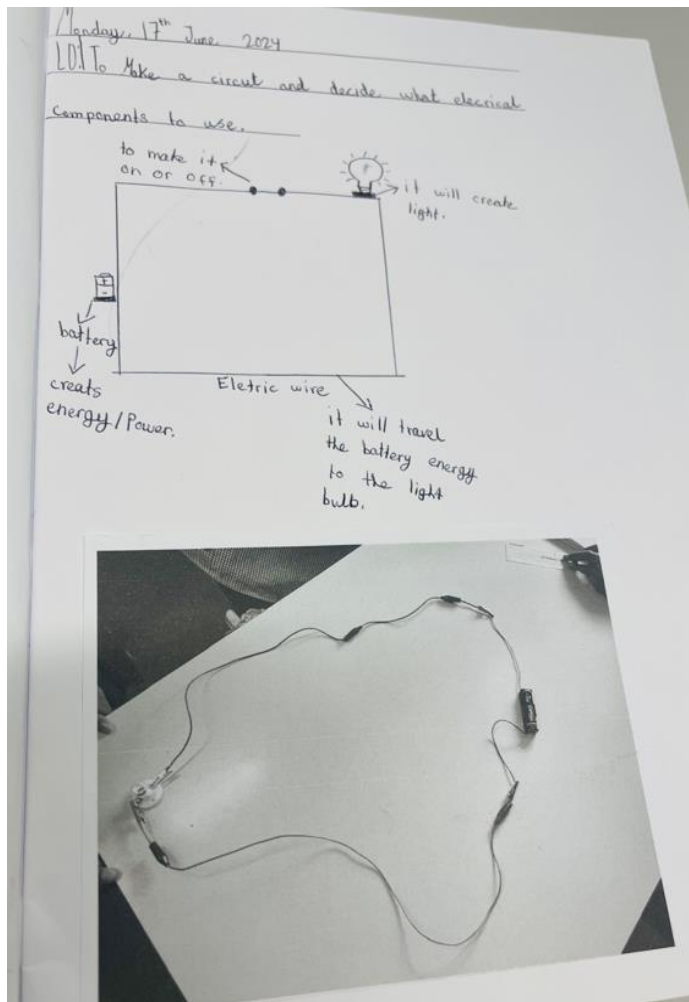 Monday, 17th June 2024
LO: To Make a circut and decide what elecrical
components to use.
to make it
on or off.
it will create
light.
+
-
battery
creats
energy/Power.
Eletric wire
it will travel
the battery energy
to the light
bulb.